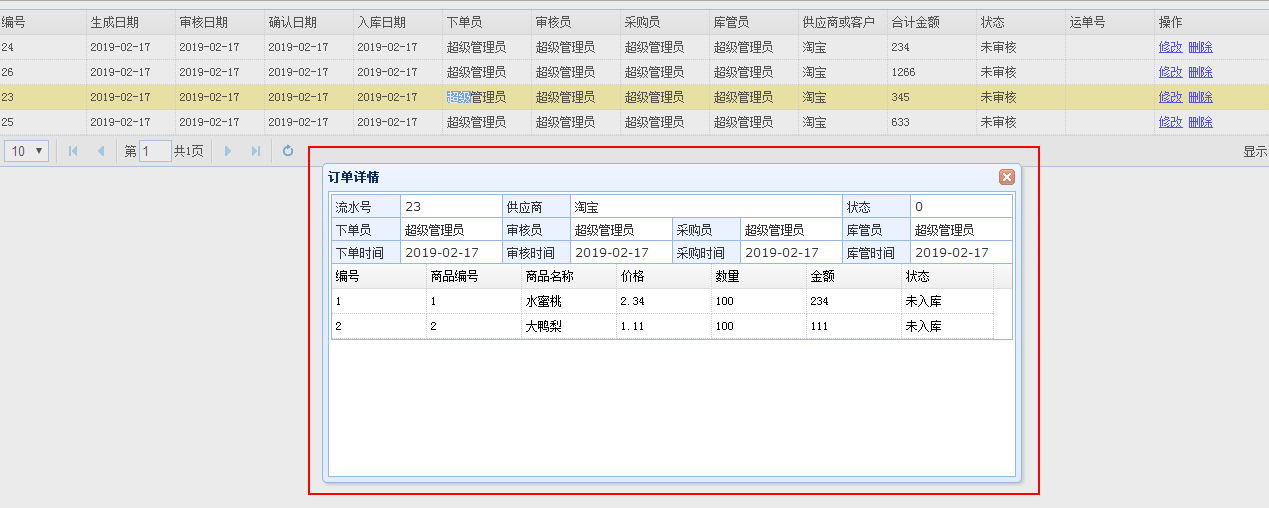 编号 生成日期 审核日期 确认日期 入库日期 下单员 审核员 采购员 库管员 供应商或客户 合计金额 状态 运单号 操作
24 2019-02-17 2019-02-17 2019-02-17 2019-02-17 超级管理员 超级管理员 超级管理员 超级管理员 淘宝 234 未审核 修改 删除
26 2019-02-17 2019-02-17 2019-02-17 2019-02-17 超级管理员 超级管理员 超级管理员 超级管理员 淘宝 1266 未审核 修改 删除
23 2019-02-17 2019-02-17 2019-02-17 2019-02-17 超级管理员 超级管理员 超级管理员 超级管理员 淘宝 345 未审核 修改 删除
25 2019-02-17 2019-02-17 2019-02-17 2019-02-17 超级管理员 超级管理员 超级管理员 超级管理员 淘宝 633 未审核 修改 删除
10 第 1 共1页 显示
订单详情
流水号 23 供应商 淘宝 状态 0
下单员 超级管理员 审核员 超级管理员 采购员 超级管理员 库管员 超级管理员
下单时间 2019-02-17 审核时间 2019-02-17 采购时间 2019-02-17 库管时间 2019-02-17
编号 商品编号 商品名称 价格 数量 金额 状态
1 1 水蜜桃 2.34 100 234 未入库
2 2 大鸭梨 1.11 100 111 未入库